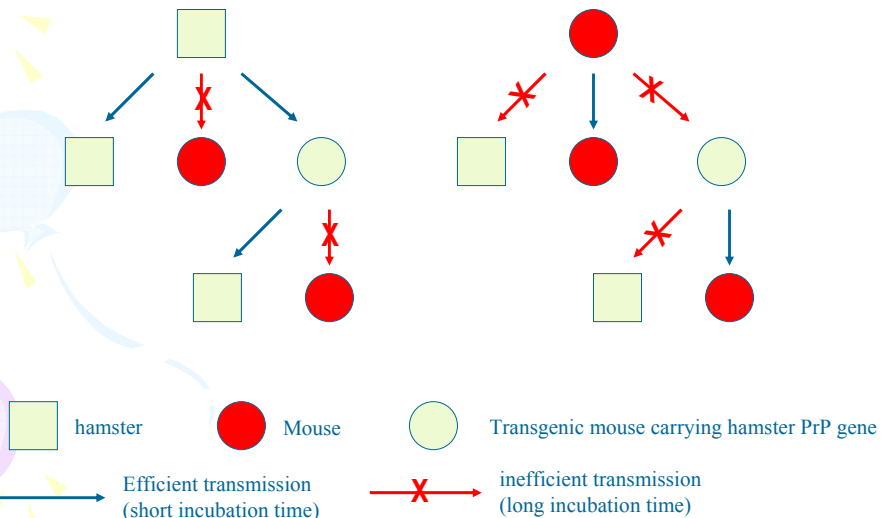 hamster
Mouse
Transgenic mouse carrying hamster PrP gene
Efficient transmission
(short incubation time)
inefficient transmission
(long incubation time)